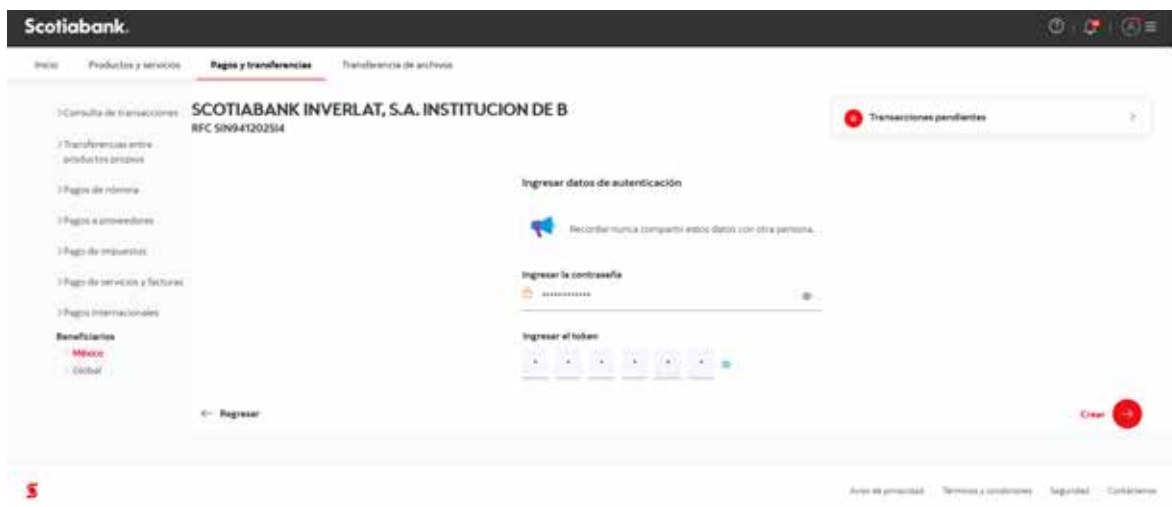 Scotiabank.
Inicio Productos y servicios Pagos y transferencias Transferencia de archivos
Consulta de transacciones
SCOTIABANK INVERLAT, S.A. INSTITUCION DE B
RFC SIN941202514
Transacciones pendientes
Transferencias entre
productos propios
Pagos de nómina
Pagos a proveedores
Pago de impuestos
Pago de servicios y facturas
Pagos internacionales
Beneficiarios
México
Global
Ingresar datos de autenticación
Recordar nunca compartir estos datos con otra persona.
Ingresar la contraseña
Ingresar el token
Regresar
Crear
Aviso de privacidad Términos y condiciones Seguridad Contáctanos